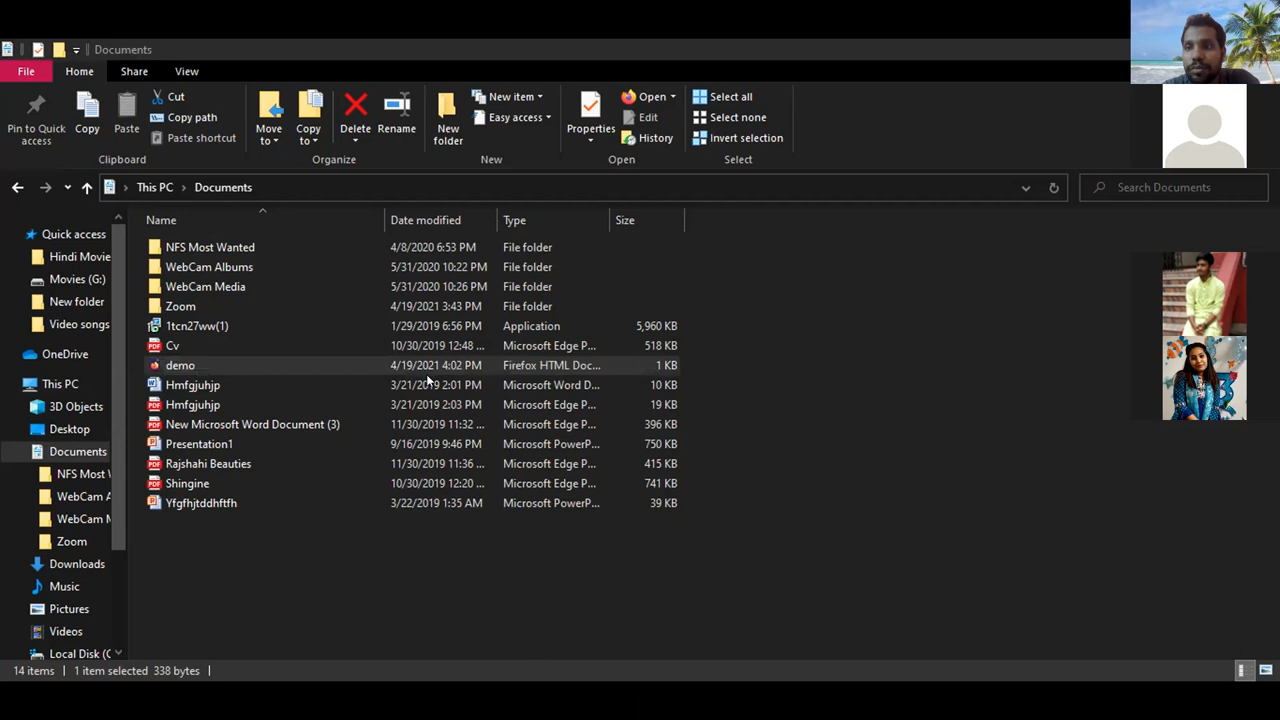 Documents
File Home Share View
Pin to Quick access Copy Paste Cut Copy path Paste shortcut Move to Copy to Delete Rename New folder New item Easy access Properties Open Edit History Select all Select none Invert selection
Clipboard Organize New Open Select
This PC Documents Search Documents
Name Date modified Type Size
Quick access
Hindi Movie
Movies (G:)
New folder
Video songs
OneDrive
This PC
3D Objects
Desktop
Documents
NFS Most W
WebCam A
WebCam M
Zoom
Downloads
Music
Pictures
Videos
Local Disk (C
NFS Most Wanted 4/8/2020 6:53 PM File folder
WebCam Albums 5/31/2020 10:22 PM File folder
WebCam Media 5/31/2020 10:26 PM File folder
Zoom 4/19/2021 3:43 PM File folder
1tcn27ww(1) 1/29/2019 6:56 PM Application 5,960 KB
Cv 10/30/2019 12:48 ... Microsoft Edge P... 518 KB
demo 4/19/2021 4:02 PM Firefox HTML Doc... 1 KB
Hmfgjuhjp 3/21/2019 2:01 PM Microsoft Word D... 10 KB
Hmfgjuhjp 3/21/2019 2:03 PM Microsoft Edge P... 19 KB
New Microsoft Word Document (3) 11/30/2019 11:32 ... Microsoft Edge P... 396 KB
Presentation1 9/16/2019 9:46 PM Microsoft PowerP... 750 KB
Rajshahi Beauties 11/30/2019 11:36 ... Microsoft Edge P... 415 KB
Shingine 10/30/2019 12:20 ... Microsoft Edge P... 741 KB
Yfgfhjtddhftfh 3/22/2019 1:35 AM Microsoft PowerP... 39 KB
14 items 1 item selected 338 bytes